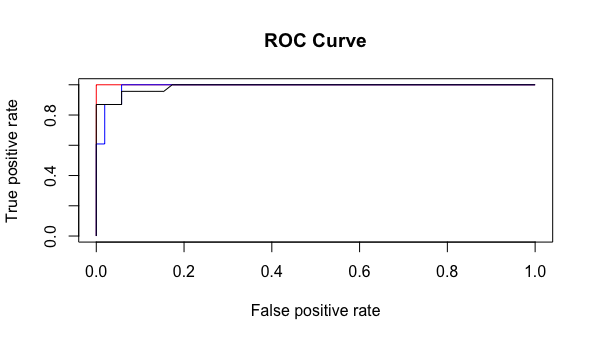 ROC Curve
True positive rate
0.8
0.4
0.0
0.0 0.2 0.4 0.6 0.8 1.0
False positive rate